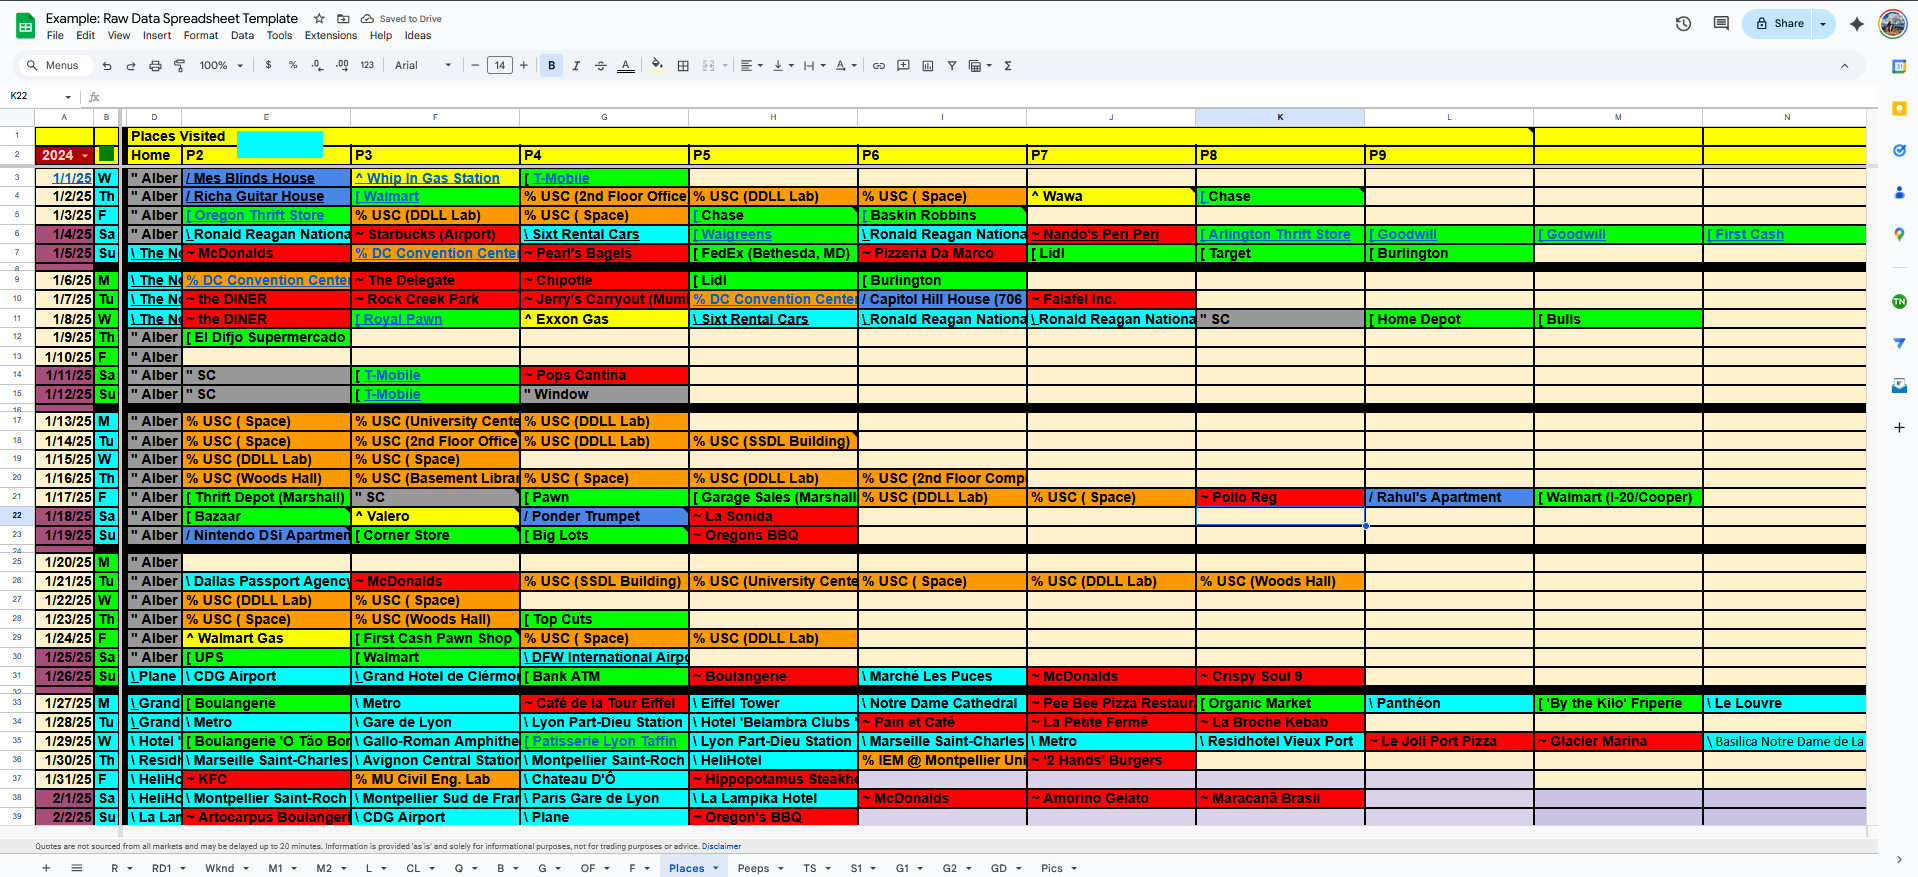 Example: Raw Data Spreadsheet Template Saved to Drive
File Edit View Insert Format Data Tools Extensions Help Ideas
Share
Menus 100% $ % .0 .00 123 Arial 14 B I
K22 fx
A B D E F G H I J K L M N
1 Places Visited
2 2024 Home P2 P3 P4 P5 P6 P7 P8 P9
3 1/1/25 W " Alber / Mes Blinds House ^ Whip In Gas Station [ T-Mobile
4 1/2/25 Th " Alber / Richa Guitar House [ Walmart % USC (2nd Floor Office % USC (DDLL Lab) % USC ( Space) ^ Wawa [ Chase
5 1/3/25 F " Alber [ Oregon Thrift Store % USC (DDLL Lab) % USC ( Space) [ Chase [ Baskin Robbins
6 1/4/25 Sa " Alber \ Ronald Reagan Nationa ~ Starbucks (Airport) \ Sixt Rental Cars [ Walgreens \ Ronald Reagan Nationa ~ Nando's Peri Peri [ Arlington Thrift Store [ Goodwill [ Goodwill [ First Cash
7 1/5/25 Su \ The No ~ McDonalds % DC Convention Center ~ Pearl's Bagels [ FedEx (Bethesda, MD) ~ Pizzeria Da Marco [ Lidl [ Target [ Burlington
8
9 1/6/25 M \ The No % DC Convention Center ~ The Delegate ~ Chipotle [ Lidl [ Burlington
10 1/7/25 Tu \ The No ~ the DINER ~ Rock Creek Park ~ Jerry's Carryout (Mum % DC Convention Center / Capitol Hill House (706 ~ Falafel Inc.
11 1/8/25 W \ The No ~ the DINER [ Royal Pawn ^ Exxon Gas \ Sixt Rental Cars \ Ronald Reagan Nationa \ Ronald Reagan Nationa " SC [ Home Depot [ Bulls
12 1/9/25 Th " Alber [ El Difjo Supermercado
13 1/10/25 F " Alber
14 1/11/25 Sa " Alber " SC [ T-Mobile ~ Pops Cantina
15 1/12/25 Su " Alber " SC [ T-Mobile " Window
16
17 1/13/25 M " Alber % USC ( Space) % USC (University Cente % USC (DDLL Lab)
18 1/14/25 Tu " Alber % USC ( Space) % USC (2nd Floor Office % USC (DDLL Lab) % USC (SSDL Building)
19 1/15/25 W " Alber % USC (DDLL Lab) % USC ( Space)
20 1/16/25 Th " Alber % USC (Woods Hall) % USC (Basement Librar % USC ( Space) % USC (DDLL Lab) % USC (2nd Floor Comp
21 1/17/25 F " Alber [ Thrift Depot (Marshall) " SC [ Pawn [ Garage Sales (Marshall % USC (DDLL Lab) % USC ( Space) ~ Pollo Reg / Rahul's Apartment [ Walmart (I-20/Cooper)
22 1/18/25 Sa " Alber [ Bazaar ^ Valero / Ponder Trumpet ~ La Sonida
23 1/19/25 Su " Alber / Nintendo DSi Apartmen [ Corner Store [ Big Lots ~ Oregons BBQ
24
25 1/20/25 M " Alber
26 1/21/25 Tu " Alber \ Dallas Passport Agency ~ McDonalds % USC (SSDL Building) % USC (University Cente % USC ( Space) % USC (DDLL Lab) % USC (Woods Hall)
27 1/22/25 W " Alber % USC (DDLL Lab) % USC ( Space)
28 1/23/25 Th " Alber % USC ( Space) % USC (Woods Hall) [ Top Cuts
29 1/24/25 F " Alber ^ Walmart Gas [ First Cash Pawn Shop % USC ( Space) % USC (DDLL Lab)
30 1/25/25 Sa " Alber [ UPS [ Walmart \ DFW International Airpo
31 1/26/25 Su \ Plane \ CDG Airport \ Grand Hotel de Clérmon [ Bank ATM ~ Boulangerie \ Marché Les Puces ~ McDonalds ~ Crispy Soul 9
32
33 1/27/25 M \ Grand [ Boulangerie \ Metro ~ Café de la Tour Eiffel \ Eiffel Tower \ Notre Dame Cathedral ~ Pee Bee Pizza Restaura [ Organic Market \ Panthéon [ 'By the Kilo' Friperie \ Le Louvre
34 1/28/25 Tu \ Grand \ Metro \ Gare de Lyon \ Lyon Part-Dieu Station \ Hotel 'Belambra Clubs ' ~ Pain et Café ~ La Petite Fermé ~ La Broche Kebab
35 1/29/25 W \ Hotel ' [ Boulangerie 'O Tão Bor \ Gallo-Roman Amphithe [ Patisserie Lyon Taffin \ Lyon Part-Dieu Station \ Marseille Saint-Charles \ Metro \ Residhotel Vieux Port ~ Le Joli Port Pizza ~ Glacier Marina \ Basilica Notre Dame de La
36 1/30/25 Th \ Resid \ Marseille Saint-Charles \ Avignon Central Station \ Montpellier Saint-Roch \ HeliHotel % IEM @ Montpellier Uni ~ '2 Hands' Burgers
37 1/31/25 F \ HeliHo ~ KFC % MU Civil Eng. Lab \ Chateau D'Ô ~ Hippopotamus Steakho
38 2/1/25 Sa \ HeliHo \ Montpellier Saint-Roch \ Montpellier Sud de Fran \ Paris Gare de Lyon \ La Lampika Hotel ~ McDonalds ~ Amorino Gelato ~ Maracanã Brasil
39 2/2/25 Su \ La Lan ~ Artocarpus Boulangeri \ CDG Airport \ Plane ~ Oregon's BBQ
Quotes are not sourced from all markets and may be delayed up to 20 minutes. Information is provided 'as is' and solely for informational purposes, not for trading purposes or advice. Disclaimer
R RD1 Wknd M1 M2 L CL Q B G OF F Places Peeps TS S1 G1 G2 GD Pics